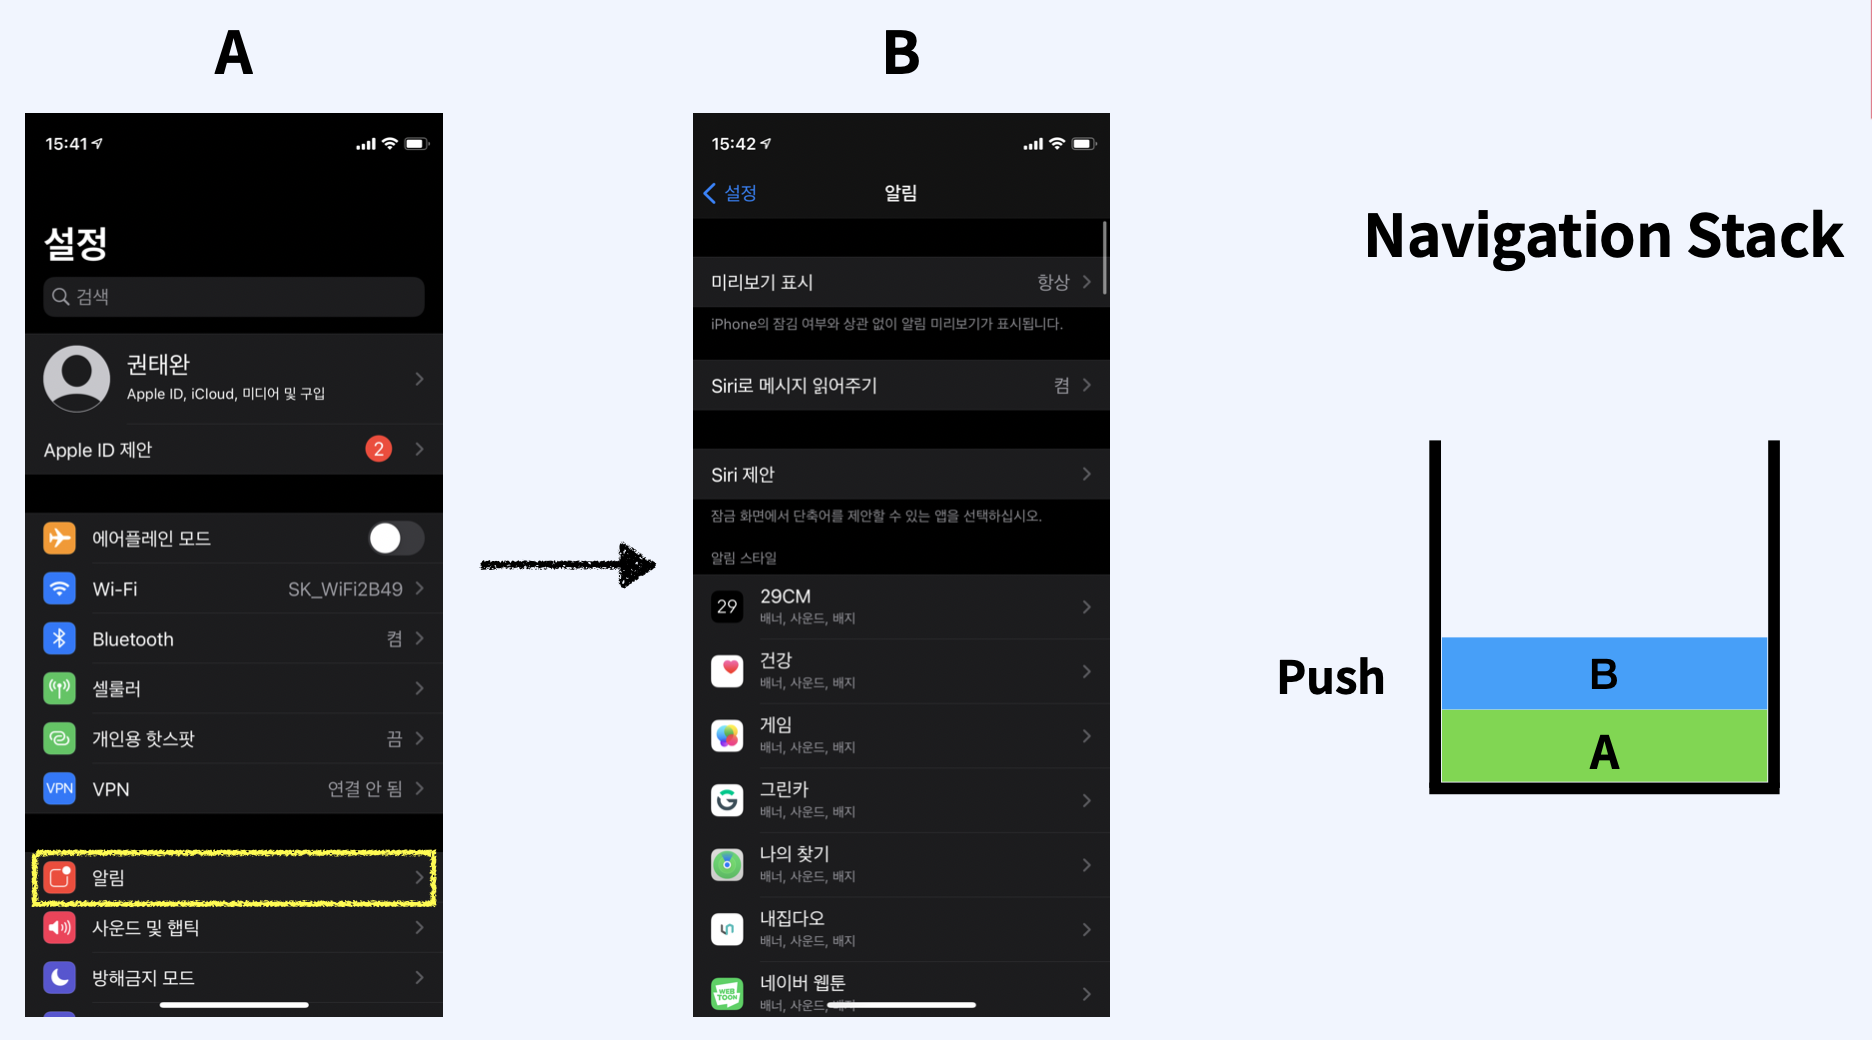 A
15:41
설정
검색
권태완
Apple ID, iCloud, 미디어 및 구입
Apple ID 제안 2
에어플레인 모드
Wi-Fi SK_WiFi2B49
Bluetooth 켬
셀룰러
개인용 핫스팟 끔
VPN VPN 연결 안 됨
알림
사운드 및 햅틱
방해금지 모드
B
15:42
설정 알림
미리보기 표시 항상
iPhone의 잠김 여부와 상관 없이 알림 미리보기가 표시됩니다.
Siri로 메시지 읽어주기 켬
Siri 제안
잠금 화면에서 단축어를 제안할 수 있는 앱을 선택하십시오.
알림 스타일
29 29CM
배너, 사운드, 배지
건강
배너, 사운드, 배지
게임
배너, 사운드, 배지
그린카
배너, 사운드, 배지
나의 찾기
배너, 사운드, 배지
내집다오
배너, 사운드, 배지
WEB
TOON
네이버 웹툰
배너, 사운드, 배지
Navigation Stack
Push
B
A